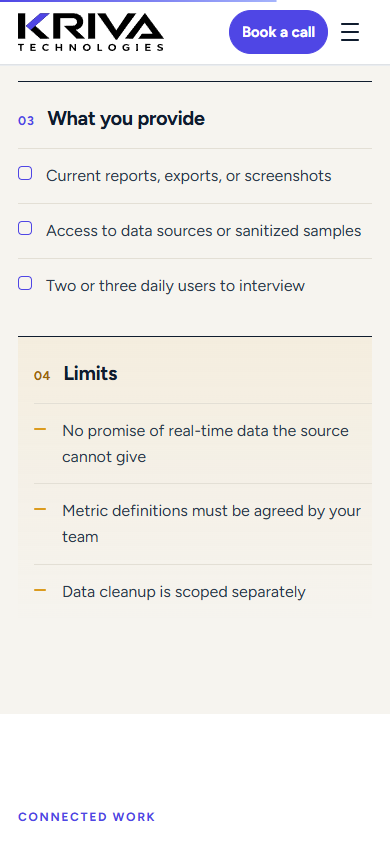 KRIVA
TECHNOLOGIES
Book a call
03 What you provide
Current reports, exports, or screenshots
Access to data sources or sanitized samples
Two or three daily users to interview
04 Limits
No promise of real-time data the source
cannot give
Metric definitions must be agreed by your
team
Data cleanup is scoped separately
CONNECTED WORK